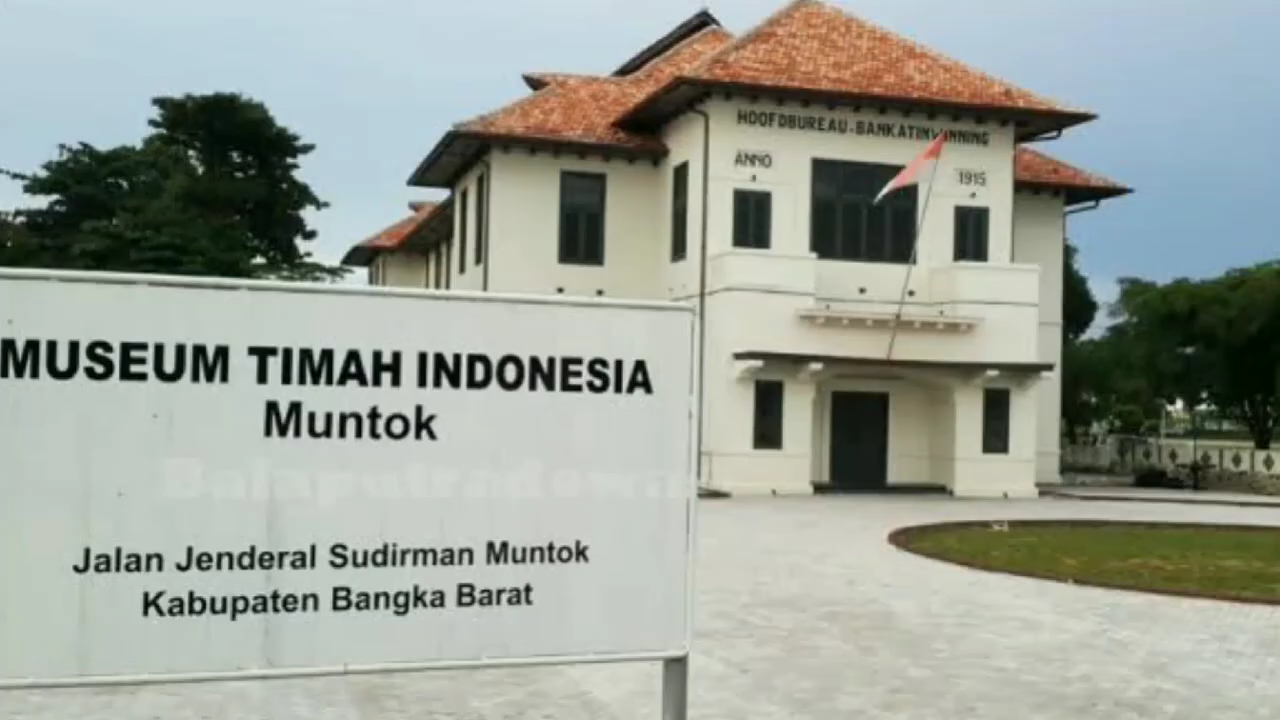 MUSEUM TIMAH INDONESIA
Muntok
Jalan Jenderal Sudirman Muntok
Kabupaten Bangka Barat
HOOFDBUREAU-BANKATINWINNING
ANNO 1915